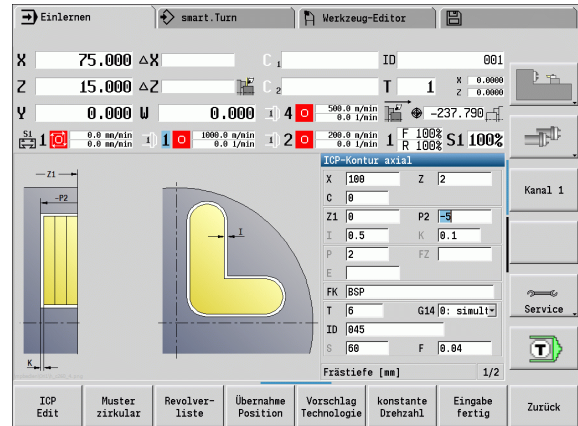 Einlernen smart.Turn Werkzeug-Editor
X 75.000 △X C 1 ID 001
Z 15.000 △Z C 2 T 1 X 0.0000 Z 0.0000
Y 0.000 W 0.000 4 0 500.0 m/min 0.0 1/min -237.790
S1 1 0.0 mm/min 0.0 mm/min 1 0 1000.0 m/min 0.0 1/min 2 0 200.0 m/min 0.0 1/min 1 F 100% R 100% S1 100%
Z1
-P2
I
K
ICP-Kontur axial
X 100 Z 2
C 0
Z1 0 P2 -5
I 0.5 K 0.1
P 2 FZ
E
FK BSP
T 6 G14 0: simult
ID 045
S 60 F 0.04
Frästiefe [mm] 1/2
Kanal 1
Service
T
ICP Edit
Muster zirkular
Revolver-liste
Übernahme Position
Vorschlag Technologie
konstante Drehzahl
Eingabe fertig
Zurück